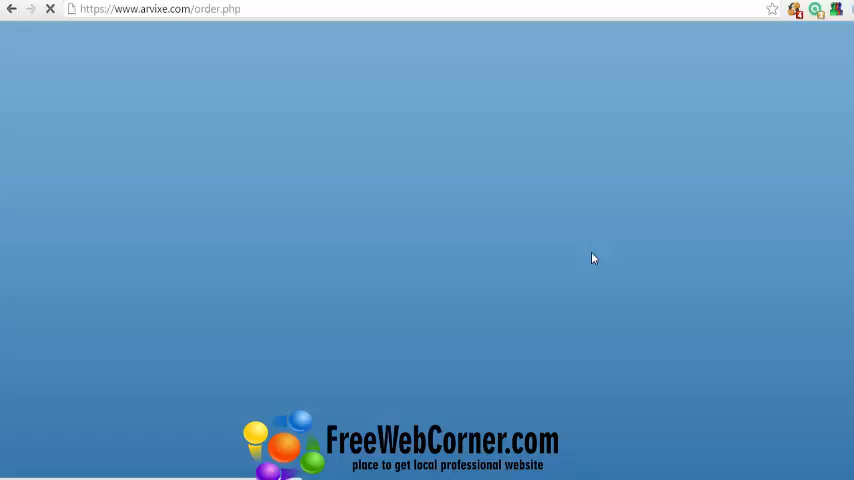 https://www.arvixe.com/order.php
FreeWebCorner.com
place to get local professional website